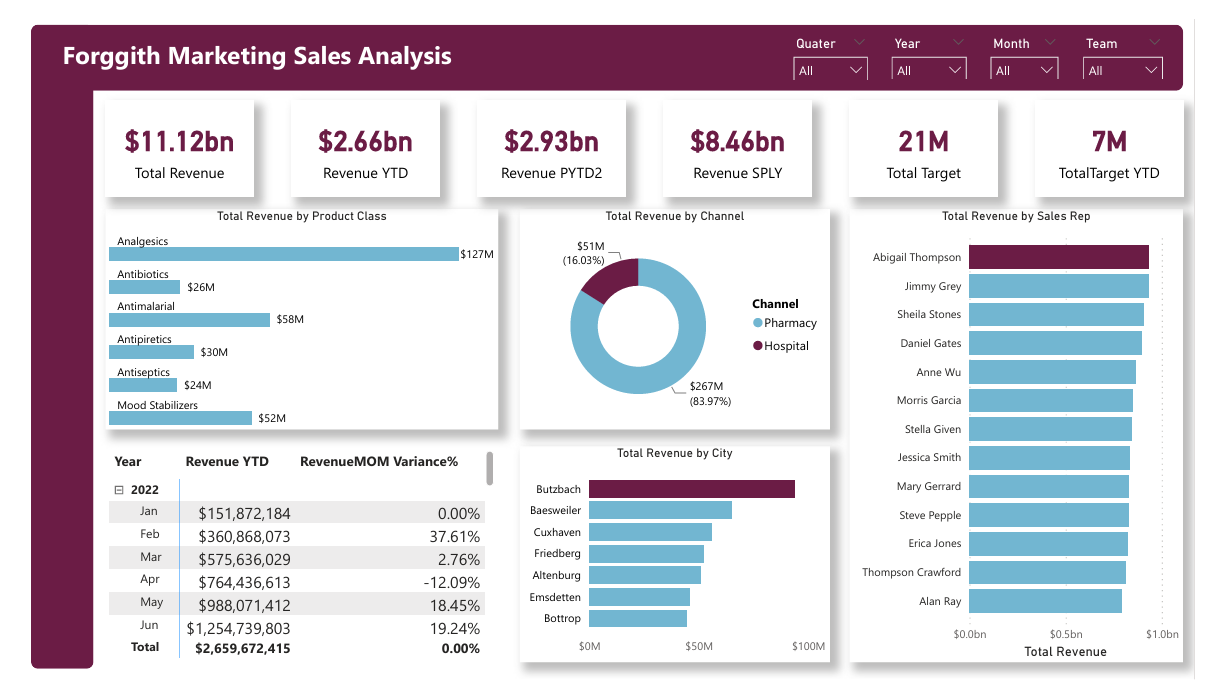 Forggith Marketing Sales Analysis
Quater
Year
Month
Team
All
All
All
All
$11.12bn
Total Revenue
$2.66bn
Revenue YTD
$2.93bn
Revenue PYTD2
$8.46bn
Revenue SPLY
21M
Total Target
7M
TotalTarget YTD
Total Revenue by Product Class
Analgesics
$127M
Antibiotics
$26M
Antimalarial
$58M
Antipiretics
$30M
Antiseptics
$24M
Mood Stabilizers
$52M
Total Revenue by Channel
$51M
(16.03%)
$267M
(83.97%)
Channel
Pharmacy
Hospital
Total Revenue by Sales Rep
Abigail Thompson
Jimmy Grey
Sheila Stones
Daniel Gates
Anne Wu
Morris Garcia
Stella Given
Jessica Smith
Mary Gerrard
Steve Pepple
Erica Jones
Thompson Crawford
Alan Ray
$0.0bn $0.5bn $1.0bn
Total Revenue
Year Revenue YTD RevenueMOM Variance%
2022
Jan $151,872,184 0.00%
Feb $360,868,073 37.61%
Mar $575,636,029 2.76%
Apr $764,436,613 -12.09%
May $988,071,412 18.45%
Jun $1,254,739,803 19.24%
Total $2,659,672,415 0.00%
Total Revenue by City
Butzbach
Baesweiler
Cuxhaven
Friedberg
Altenburg
Emsdetten
Bottrop
$0M $50M $100M